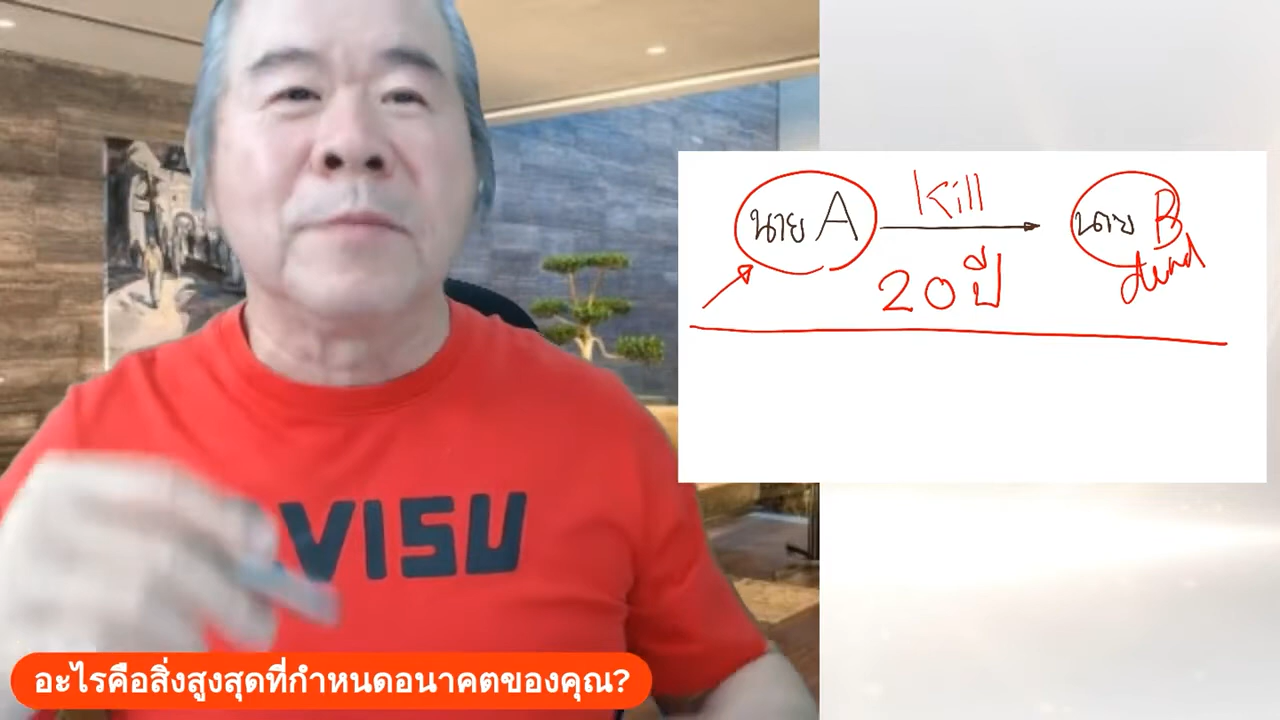 VISU
Kill
นาย A
นาย B
dead
20 ปี
อะไรคือสิ่งสูงสุดที่กำหนดอนาคตของคุณ?